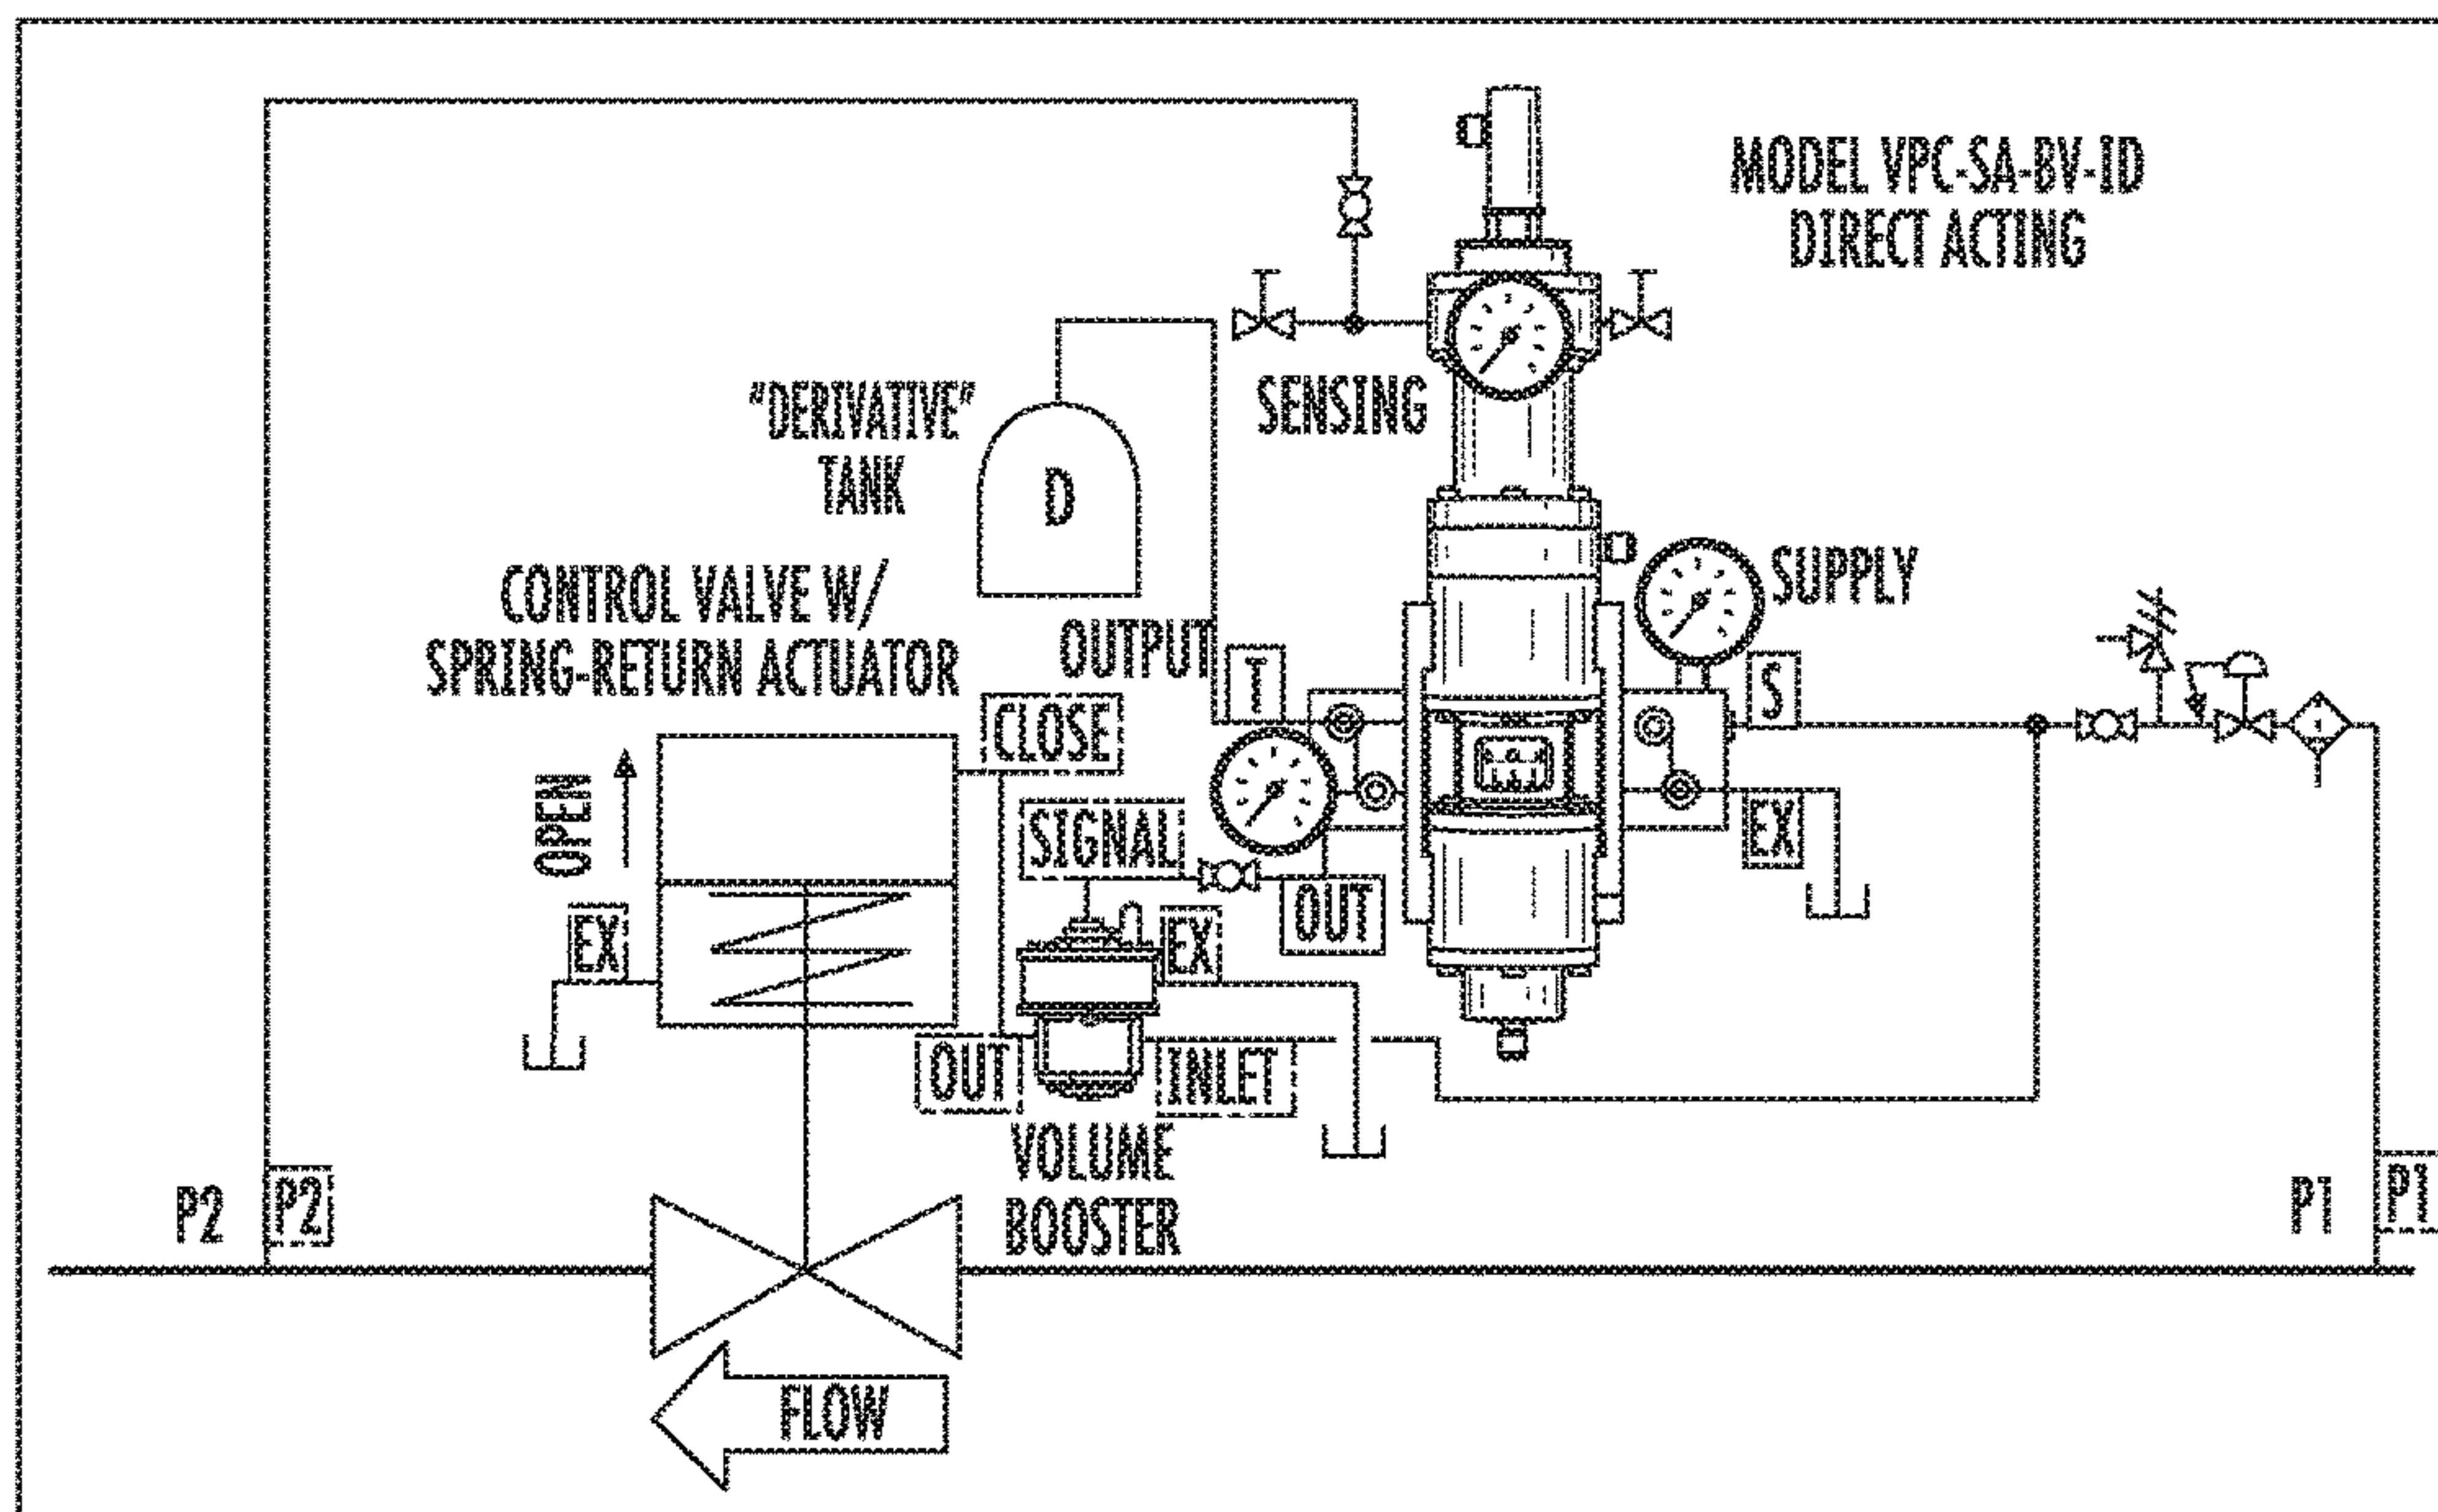 MODEL VPC-SA-BV-ID
DIRECT ACTING
SENSING
"DERIVATIVE"
TANK
D
CONTROL VALVE W/
SPRING-RETURN ACTUATOR
OUTPUT
T
SUPPLY
S
CLOSE
OPEN
SIGNAL
EX
OUT
EX
EX
OUT
INLET
VOLUME
BOOSTER
P2
P2
P1
P1
FLOW